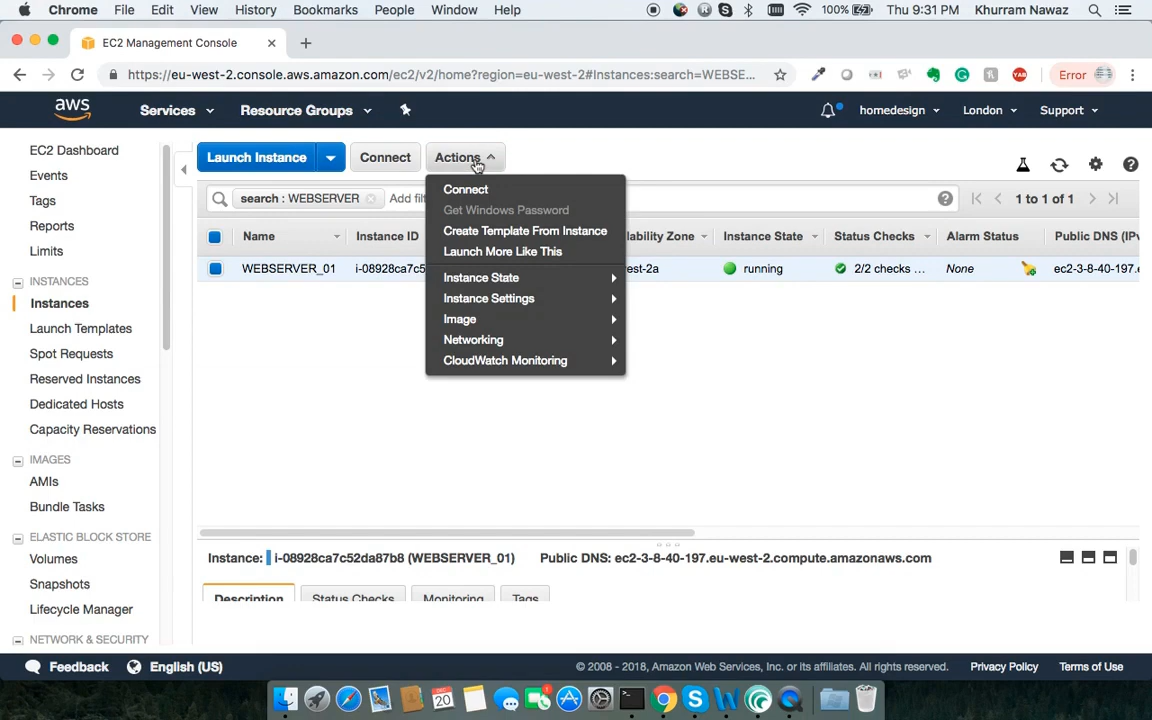 Chrome File Edit View History Bookmarks People Window Help 100% Thu 9:31 PM Khurram Nawaz
EC2 Management Console
https://eu-west-2.console.aws.amazon.com/ec2/v2/home?region=eu-west-2#Instances:search=WEBSE... Error
aws Services Resource Groups homedesign London Support
EC2 Dashboard
Events
Tags
Reports
Limits
INSTANCES
Instances
Launch Templates
Spot Requests
Reserved Instances
Dedicated Hosts
Capacity Reservations
IMAGES
AMIs
Bundle Tasks
ELASTIC BLOCK STORE
Volumes
Snapshots
Lifecycle Manager
NETWORK & SECURITY
Launch Instance Connect Actions
search : WEBSERVER Add fil 1 to 1 of 1
Name Instance ID lability Zone Instance State Status Checks Alarm Status Public DNS (IPv
WEBSERVER_01 i-08928ca7c5 est-2a running 2/2 checks ... None ec2-3-8-40-197.
Connect
Get Windows Password
Create Template From Instance
Launch More Like This
Instance State
Instance Settings
Image
Networking
CloudWatch Monitoring
Instance: i-08928ca7c52da87b8 (WEBSERVER_01) Public DNS: ec2-3-8-40-197.eu-west-2.compute.amazonaws.com
Description Status Checks Monitoring Tags
Feedback English (US) © 2008 - 2018, Amazon Web Services, Inc. or its affiliates. All rights reserved. Privacy Policy Terms of Use